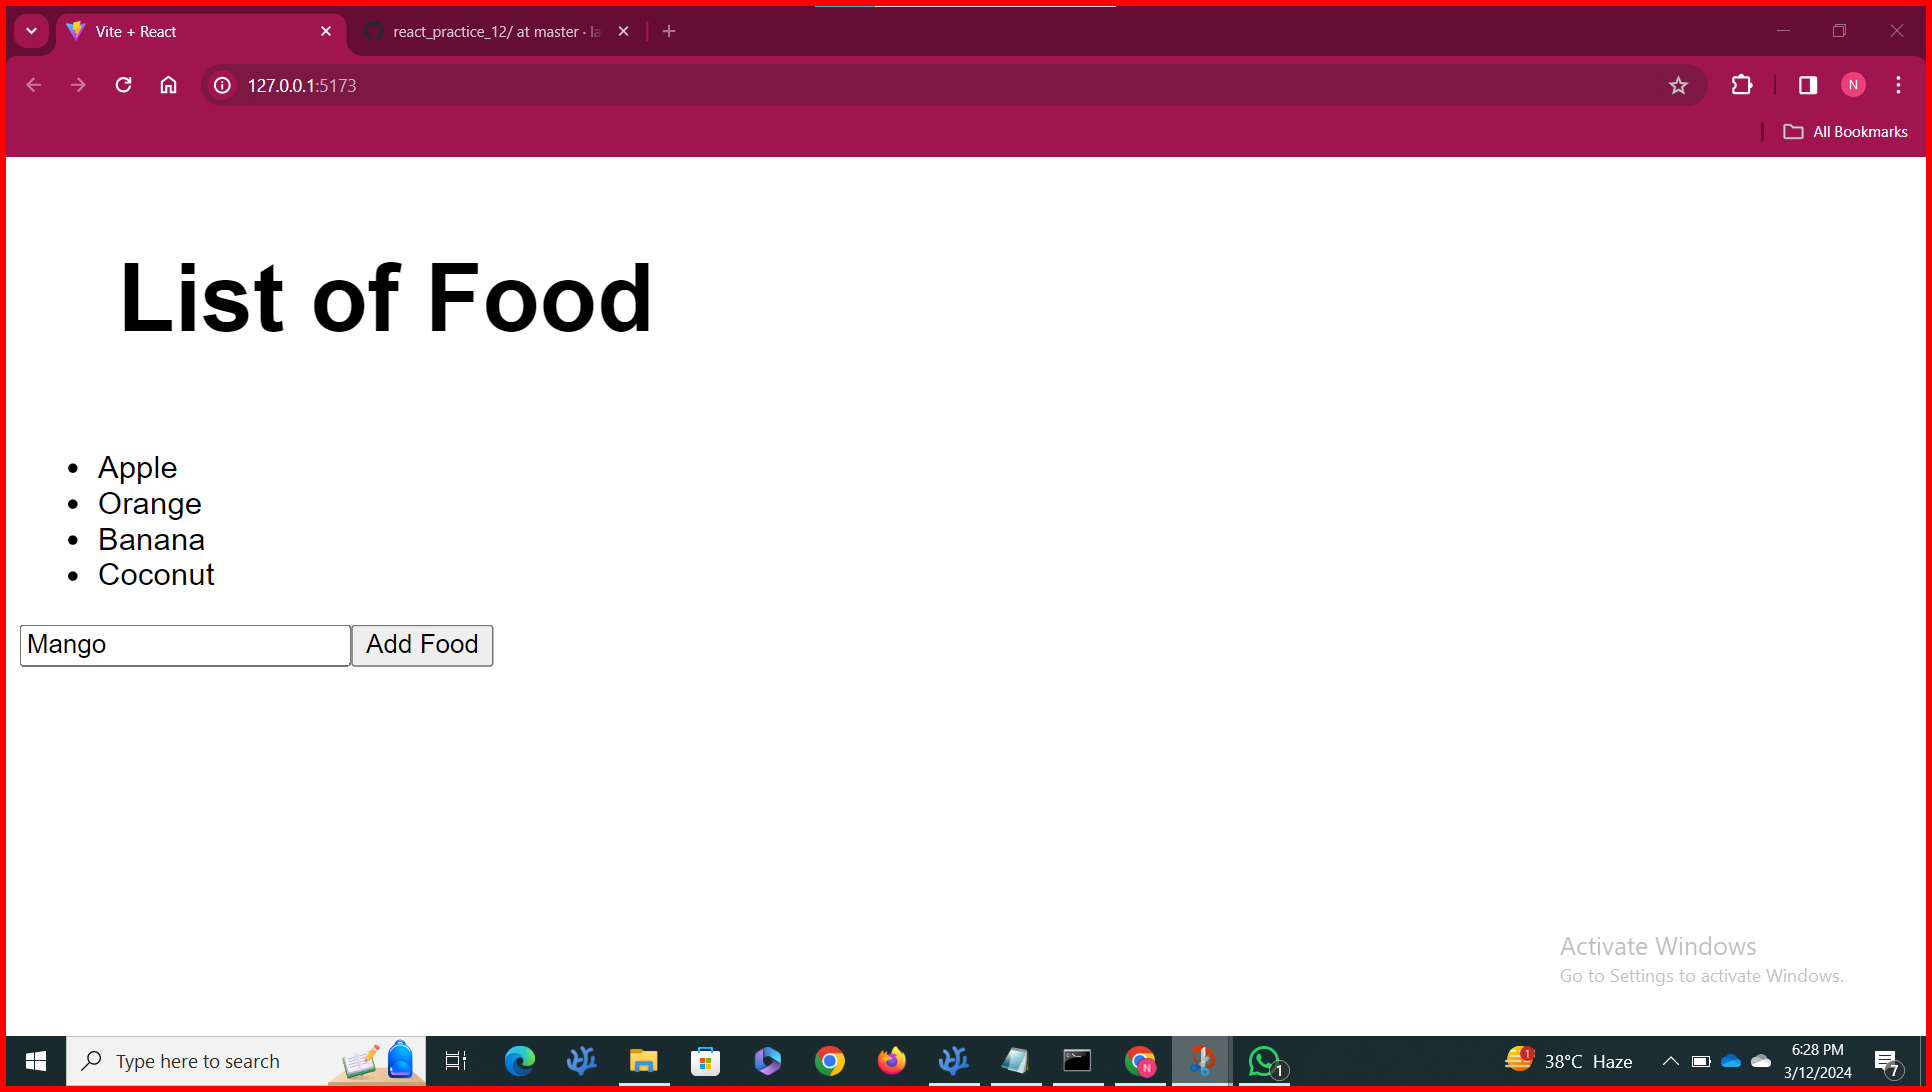 Vite + React
react_practice_12/ at master · la
127.0.0.1:5173
N
All Bookmarks
List of Food
• Apple
• Orange
• Banana
• Coconut
Mango
Add Food
Activate Windows
Go to Settings to activate Windows.
Type here to search
N
1
1
38°C Haze
6:28 PM
3/12/2024
7